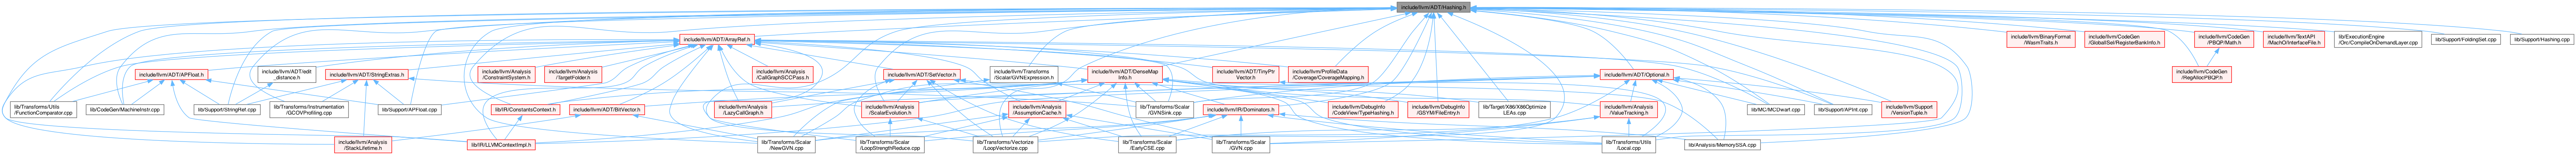 include/llvm/ADT/Hashing.h
include/llvm/ADT/ArrayRef.h
include/llvm/BinaryFormat
/WasmTraits.h
include/llvm/CodeGen
/GlobalISel/RegisterBankInfo.h
include/llvm/CodeGen
/PBQP/Math.h
include/llvm/TextAPI
/MachO/InterfaceFile.h
lib/ExecutionEngine
/Orc/CompileOnDemandLayer.cpp
lib/Support/FoldingSet.cpp
lib/Support/Hashing.cpp
include/llvm/ADT/APFloat.h
include/llvm/ADT/edit
_distance.h
include/llvm/ADT/StringExtras.h
include/llvm/Analysis
/ConstraintSystem.h
include/llvm/Analysis
/TargetFolder.h
include/llvm/Analysis
/CallGraphSCCPass.h
include/llvm/ADT/SetVector.h
include/llvm/Transforms
/Scalar/GVNExpression.h
include/llvm/ADT/DenseMap
Info.h
include/llvm/ADT/TinyPtr
Vector.h
include/llvm/ProfileData
/Coverage/CoverageMapping.h
include/llvm/ADT/Optional.h
include/llvm/CodeGen
/RegAllocPBQP.h
lib/Transforms/Utils
/FunctionComparator.cpp
lib/CodeGen/MachineInstr.cpp
lib/Support/StringRef.cpp
lib/Transforms/Instrumentation
/GCOVProfiling.cpp
lib/Support/APFloat.cpp
lib/IR/ConstantsContext.h
include/llvm/ADT/BitVector.h
include/llvm/Analysis
/LazyCallGraph.h
include/llvm/Analysis
/ScalarEvolution.h
include/llvm/Analysis
/AssumptionCache.h
lib/Transforms/Scalar
/GVNSink.cpp
include/llvm/IR/Dominators.h
include/llvm/DebugInfo
/CodeView/TypeHashing.h
include/llvm/DebugInfo
/GSYM/FileEntry.h
lib/Target/X86/X86Optimize
LEAs.cpp
include/llvm/Analysis
/ValueTracking.h
lib/MC/MCDwarf.cpp
lib/Support/APInt.cpp
include/llvm/Support
/VersionTuple.h
include/llvm/Analysis
/StackLifetime.h
lib/IR/LLVMContextImpl.h
lib/Transforms/Scalar
/NewGVN.cpp
lib/Transforms/Scalar
/LoopStrengthReduce.cpp
lib/Transforms/Vectorize
/LoopVectorize.cpp
lib/Transforms/Scalar
/EarlyCSE.cpp
lib/Transforms/Scalar
/GVN.cpp
lib/Transforms/Utils
/Local.cpp
lib/Analysis/MemorySSA.cpp